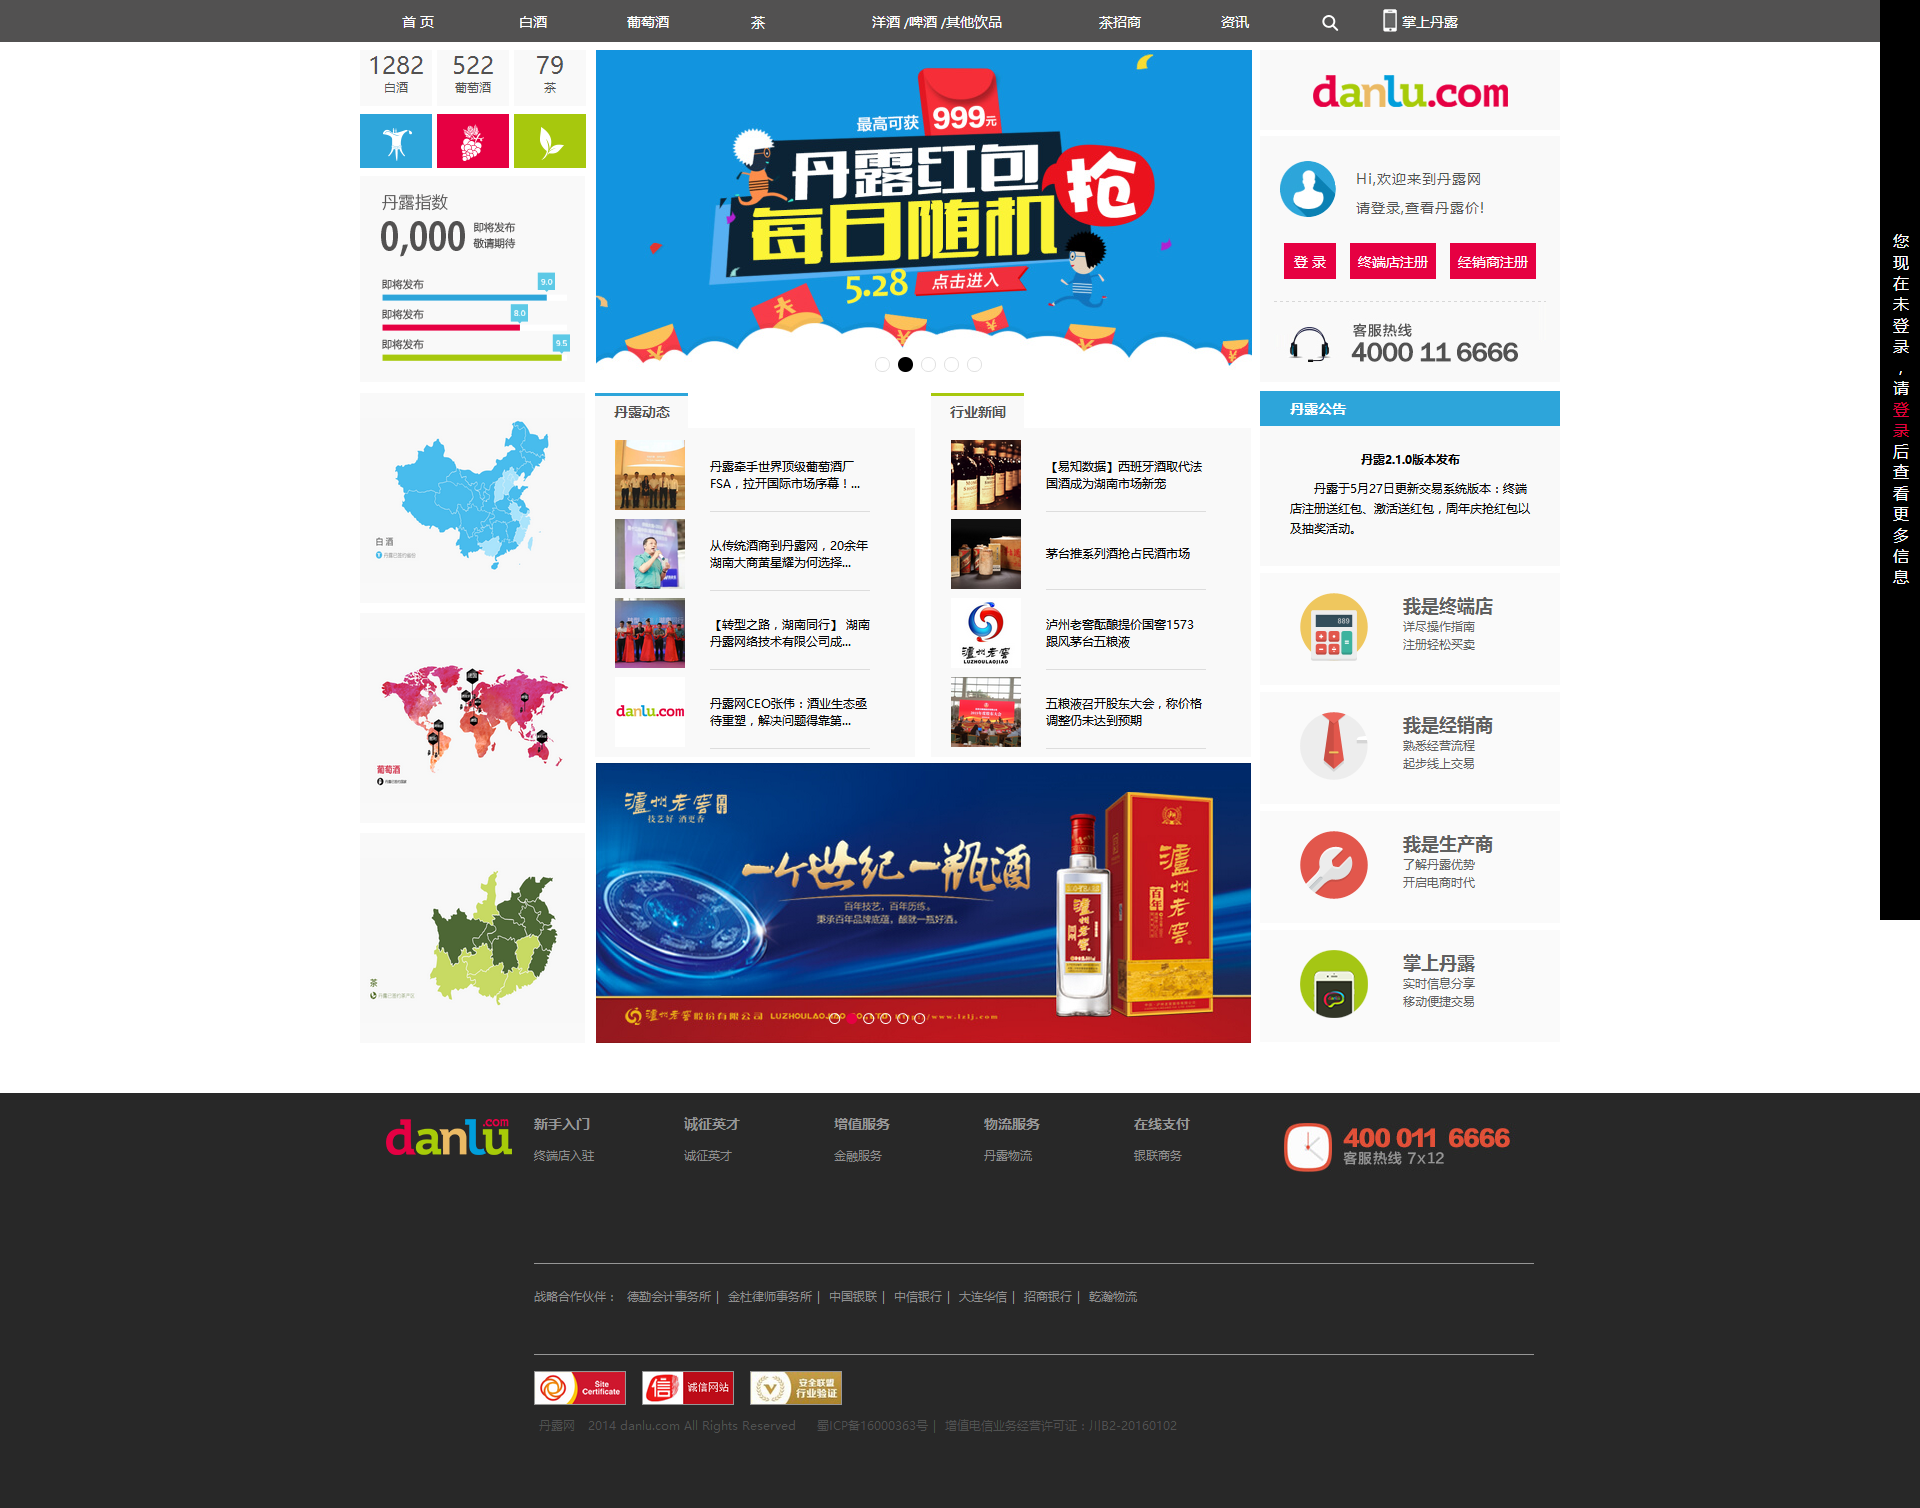 首 页
白酒
葡萄酒
茶
洋酒 /啤酒 /其他饮品
茶招商
资讯
掌上丹露
1282
白酒
522
葡萄酒
79
茶
丹露指数
0,000
即将发布
敬请期待
即将发布
9.0
即将发布
8.0
即将发布
9.5
白酒
葡萄酒
茶
最高可获
999元
丹露红包
抢
每日随机
5.28
点击进入
丹露动态
丹露牵手世界顶级葡萄酒厂
FSA，拉开国际市场序幕！...
从传统酒商到丹露网，20余年
湖南大商黄星耀为何选择...
【转型之路，湖南同行】 湖南
丹露网络技术有限公司成...
danlu.com
丹露网CEO张伟：酒业生态亟
待重塑，解决问题得靠第...
行业新闻
【易知数据】西班牙酒取代法
国酒成为湖南市场新宠
茅台推系列酒抢占民酒市场
泸州老窖
LUZHOULAOJIAO
泸州老窖酝酿提价国窖1573
跟风茅台五粮液
五粮液召开股东大会，称价格
调整仍未达到预期
泸州老窖
技艺好 酒更香
一个世纪一瓶酒
百年技艺，百年历练。
秉承百年品牌底蕴，酿就一瓶好酒。
泸州老窖
泸州老窖
泸州老窖股份有限公司
danlu.com
Hi,欢迎来到丹露网
请登录,查看丹露价!
登 录
终端店注册
经销商注册
客服热线
4000 11 6666
丹露公告
丹露2.1.0版本发布
丹露于5月27日更新交易系统版本：终端
店注册送红包、激活送红包，周年庆抢红包以
及抽奖活动。
889
我是终端店
详尽操作指南
注册轻松买卖
我是经销商
熟悉经营流程
起步线上交易
我是生产商
了解丹露优势
开启电商时代
掌上丹露
实时信息分享
移动便捷交易
您现在未登录，请登录后查看更多信息
danlu.com
新手入门
终端店入驻
诚征英才
诚征英才
增值服务
金融服务
物流服务
丹露物流
在线支付
银联商务
400 011 6666
客服热线 7x12
战略合作伙伴： 德勤会计事务所 | 金杜律师事务所 | 中国银联 | 中信银行 | 大连华信 | 招商银行 | 乾瀚物流
Site
Certificate
信
诚信网站
安全联盟
行业验证
丹露网 2014 danlu.com All Rights Reserved 蜀ICP备16000363号 | 增值电信业务经营许可证：川B2-20160102